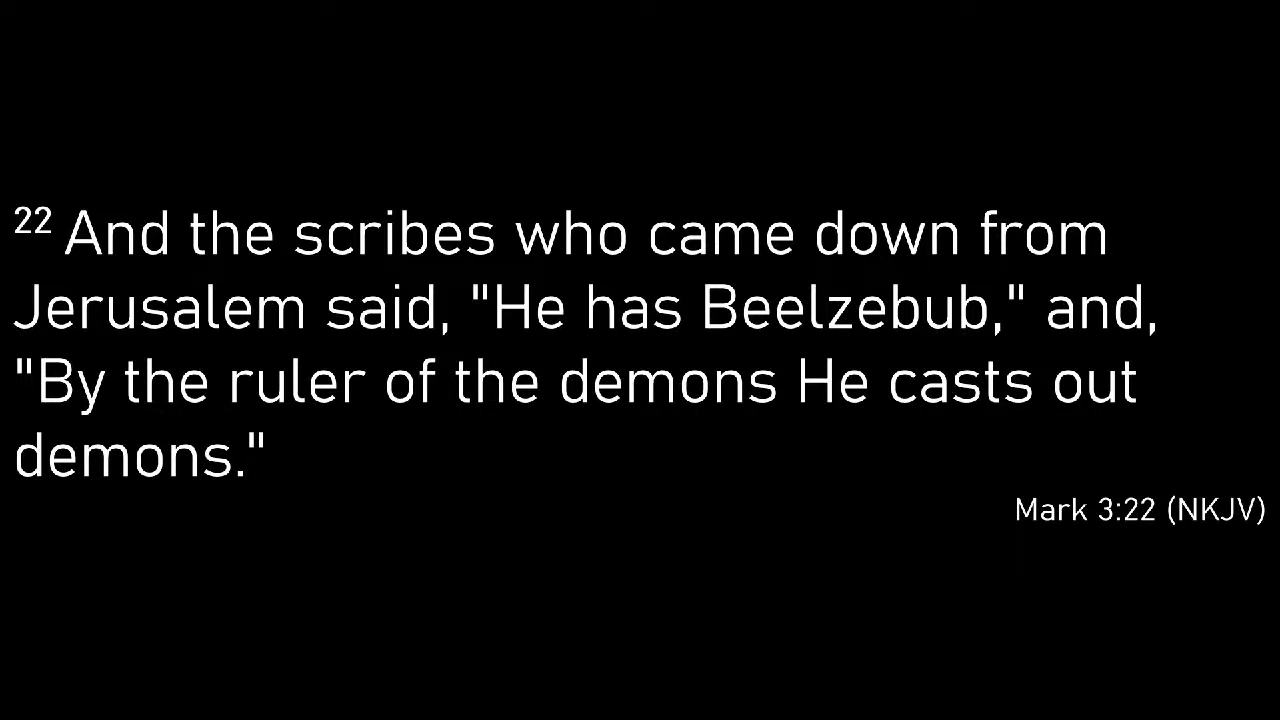 22 And the scribes who came down from
Jerusalem said, "He has Beelzebub," and,
"By the ruler of the demons He casts out
demons."
Mark 3:22 (NKJV)